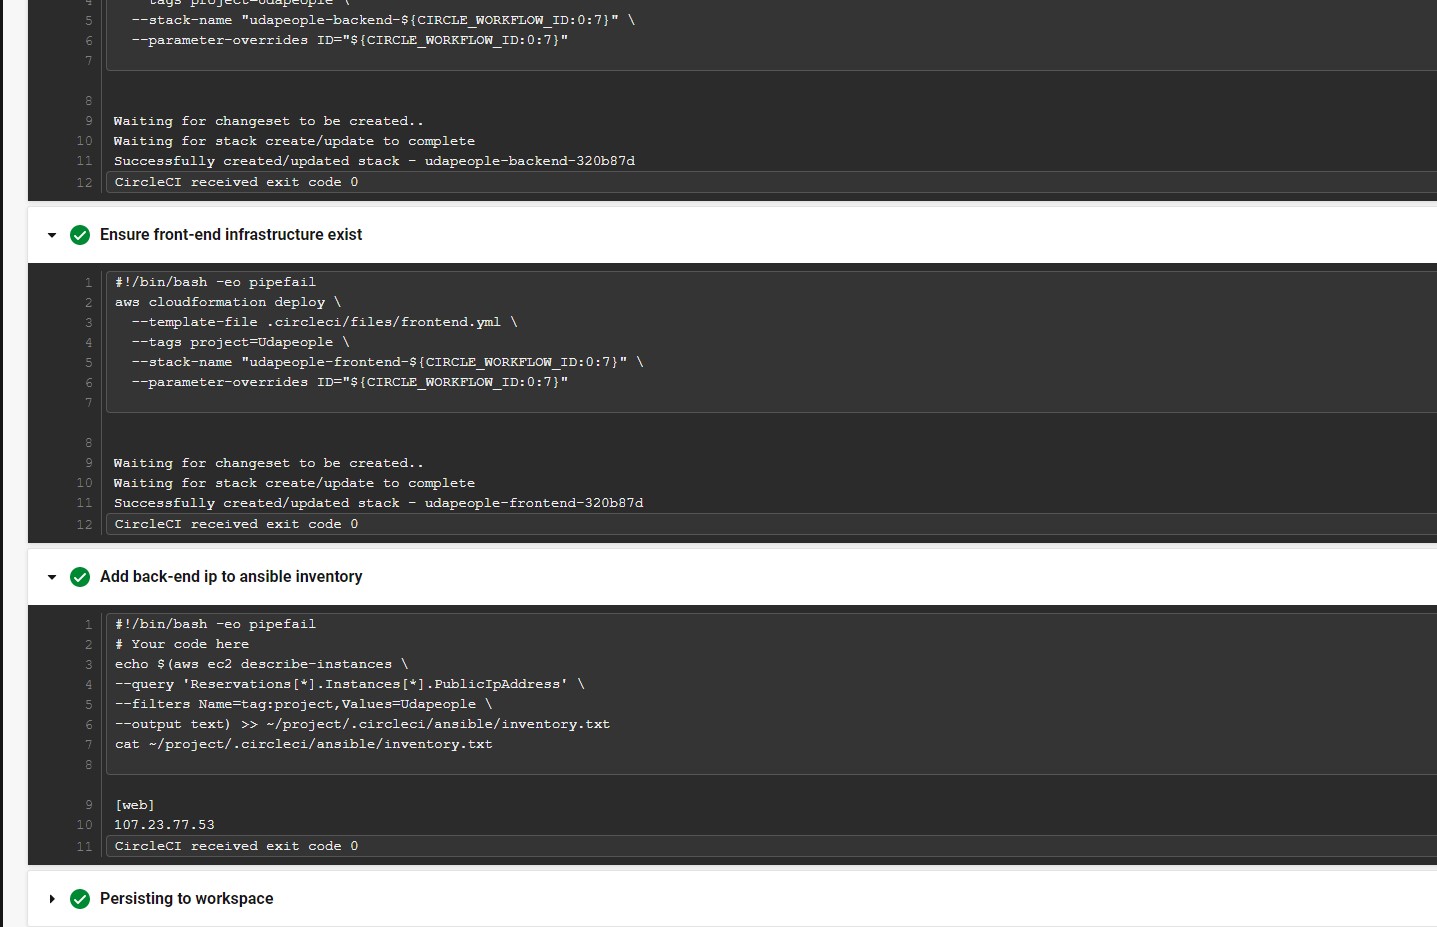 4 --tags project=Udapeople \
5 --stack-name "udapeople-backend-${CIRCLE_WORKFLOW_ID:0:7}" \
6 --parameter-overrides ID="${CIRCLE_WORKFLOW_ID:0:7}"
7
8
9 Waiting for changeset to be created..
10 Waiting for stack create/update to complete
11 Successfully created/updated stack - udapeople-backend-320b87d
12 CircleCI received exit code 0
Ensure front-end infrastructure exist
1 #!/bin/bash -eo pipefail
2 aws cloudformation deploy \
3 --template-file .circleci/files/frontend.yml \
4 --tags project=Udapeople \
5 --stack-name "udapeople-frontend-${CIRCLE_WORKFLOW_ID:0:7}" \
6 --parameter-overrides ID="${CIRCLE_WORKFLOW_ID:0:7}"
7
8
9 Waiting for changeset to be created..
10 Waiting for stack create/update to complete
11 Successfully created/updated stack - udapeople-frontend-320b87d
12 CircleCI received exit code 0
Add back-end ip to ansible inventory
1 #!/bin/bash -eo pipefail
2 # Your code here
3 echo $(aws ec2 describe-instances \
4 --query 'Reservations[*].Instances[*].PublicIpAddress' \
5 --filters Name=tag:project,Values=Udapeople \
6 --output text) >> ~/project/.circleci/ansible/inventory.txt
7 cat ~/project/.circleci/ansible/inventory.txt
8
9 [web]
10 107.23.77.53
11 CircleCI received exit code 0
Persisting to workspace